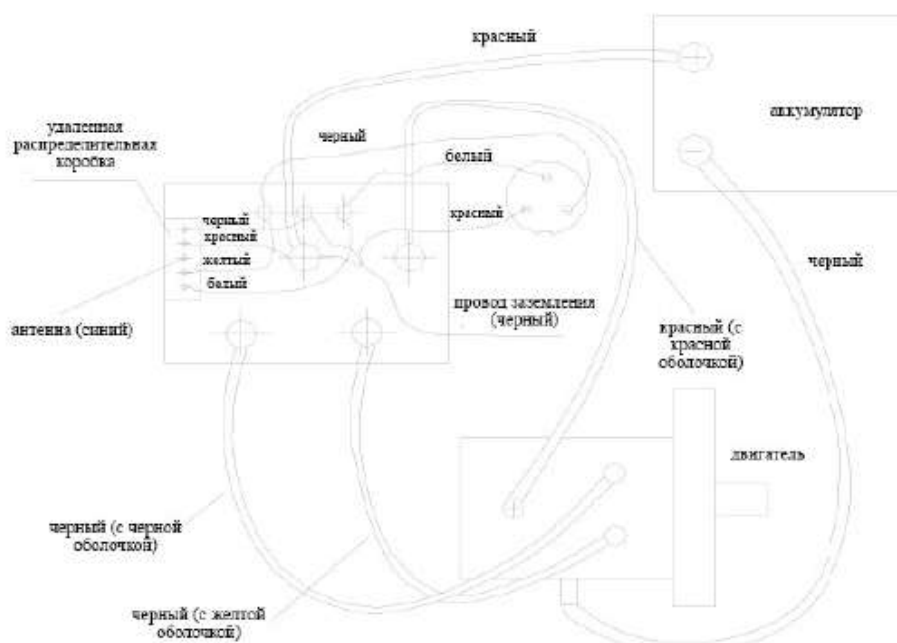 красный
аккумулятор
удаленная
распределительная
коробка
черный
белый
черный
красный
красный
желтый
белый
черный
антенна (синий)
провод заземления
(черный)
красный (с
красной
оболочкой)
двигатель
черный (с черной
оболочкой)
черный (с желтой
оболочкой)